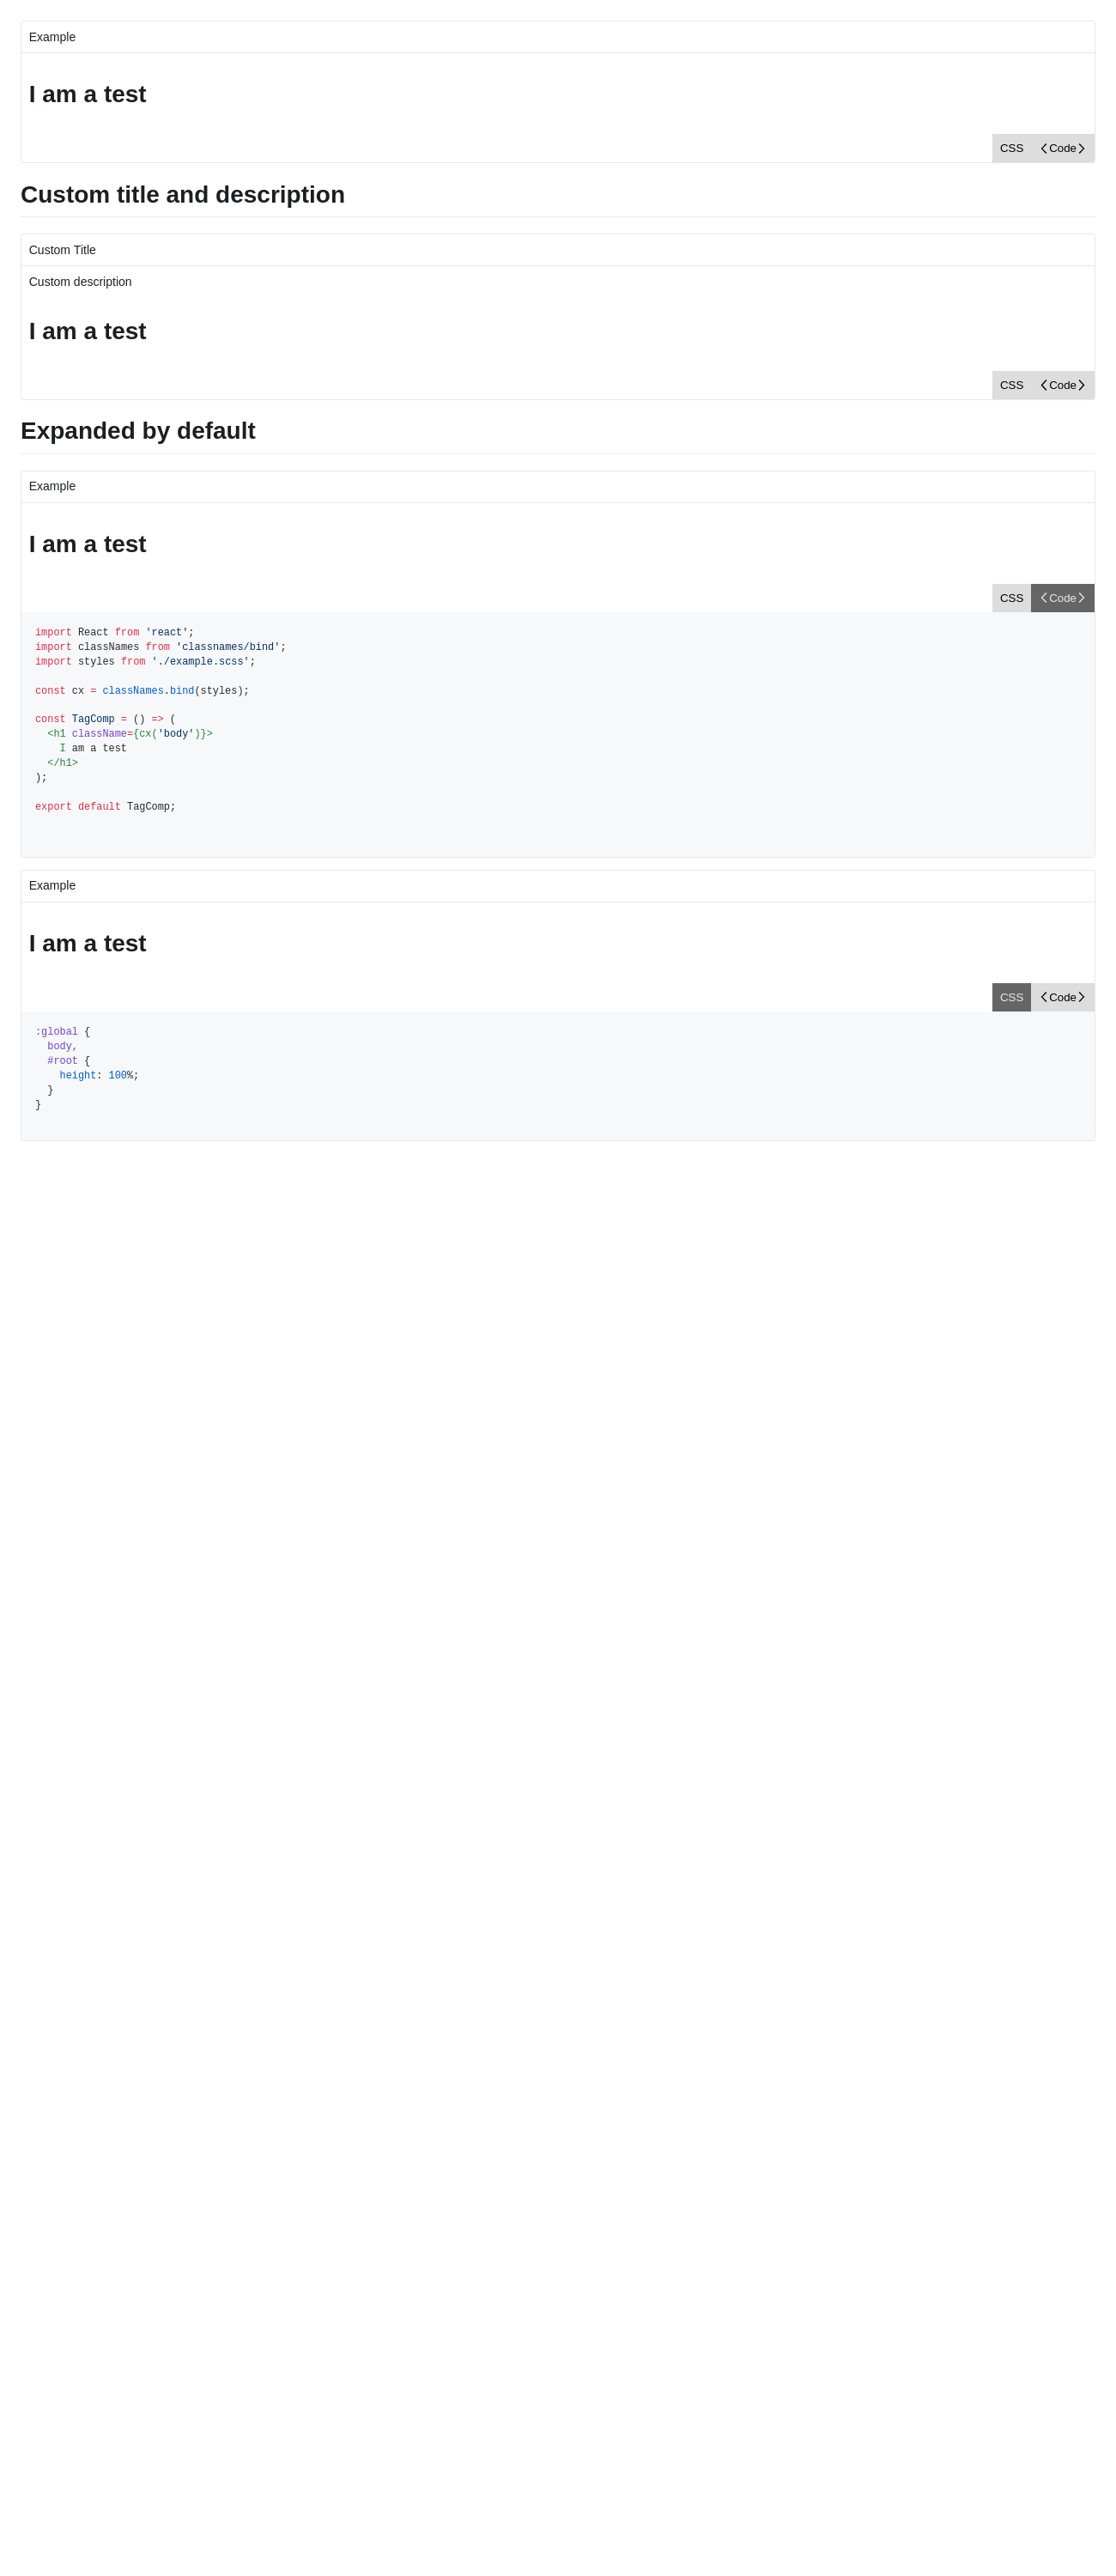 Example
I am a test
CSS Code
Custom title and description
Custom Title
Custom description
I am a test
CSS Code
Expanded by default
Example
I am a test
CSS Code
import React from 'react';
import classNames from 'classnames/bind';
import styles from './example.scss';
const cx = classNames.bind(styles);
const TagComp = () => (
  <h1 className={cx('body')}>
    I am a test
  </h1>
);
export default TagComp;
Example
I am a test
CSS Code
:global {
  body,
  #root {
    height: 100%;
  }
}